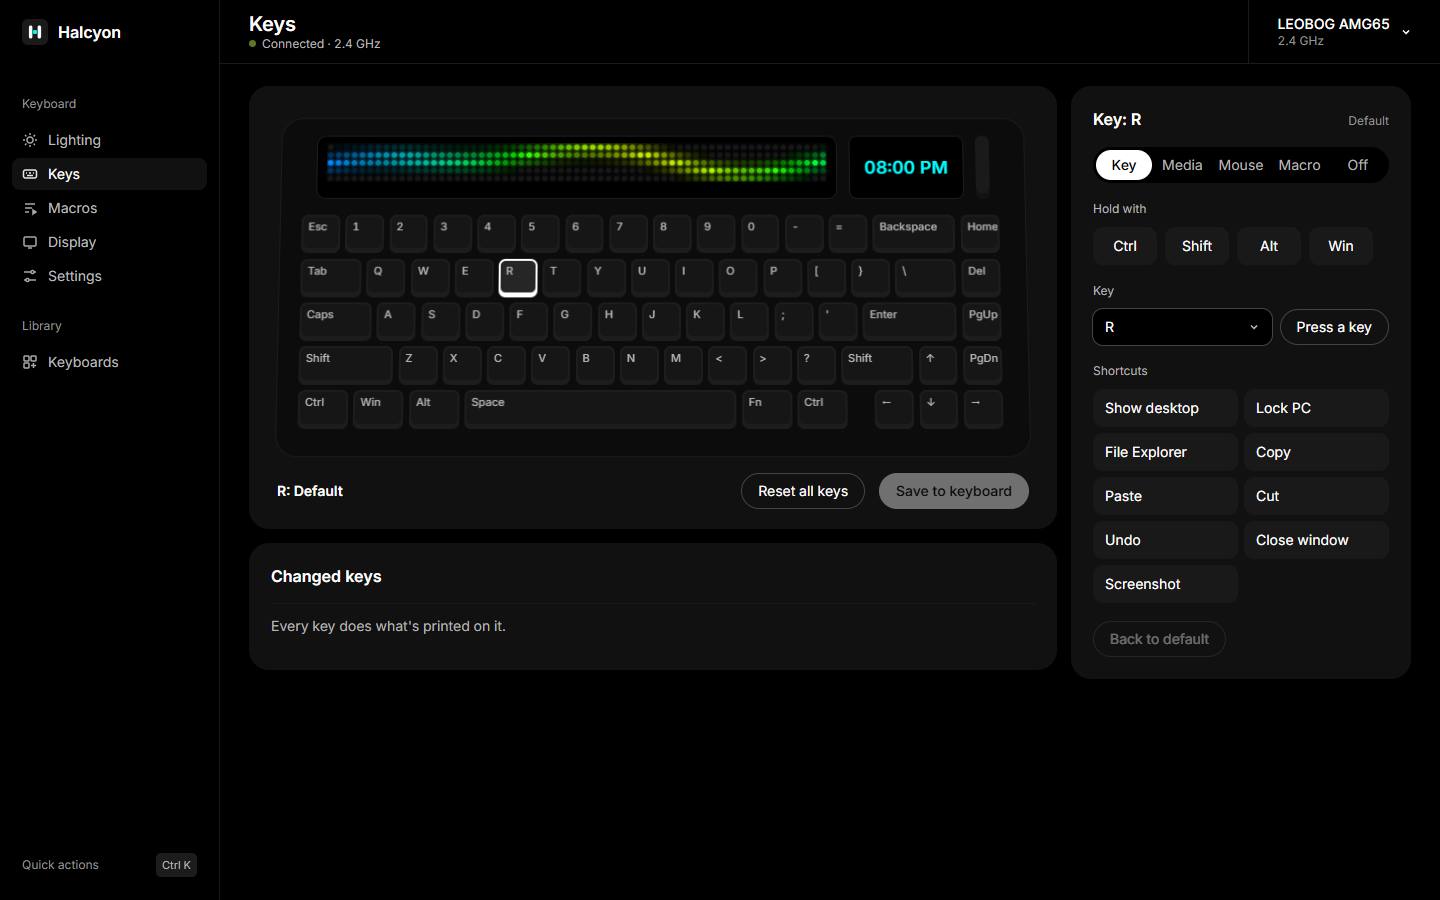 Halcyon
Keyboard
Lighting
Keys
Macros
Display
Settings
Library
Keyboards
Quick actions
Ctrl K
Keys
Connected · 2.4 GHz
LEOBOG AMG65
2.4 GHz
08:00 PM
Esc 1 2 3 4 5 6 7 8 9 0 - = Backspace Home
Tab Q W E R T Y U I O P [ } \ Del
Caps A S D F G H J K L ; ' Enter PgUp
Shift Z X C V B N M < > ? Shift ↑ PgDn
Ctrl Win Alt Space Fn Ctrl ← ↓ →
R: Default
Reset all keys
Save to keyboard
Changed keys
Every key does what's printed on it.
Key: R
Default
Key Media Mouse Macro Off
Hold with
Ctrl Shift Alt Win
Key
R
Press a key
Shortcuts
Show desktop
Lock PC
File Explorer
Copy
Paste
Cut
Undo
Close window
Screenshot
Back to default